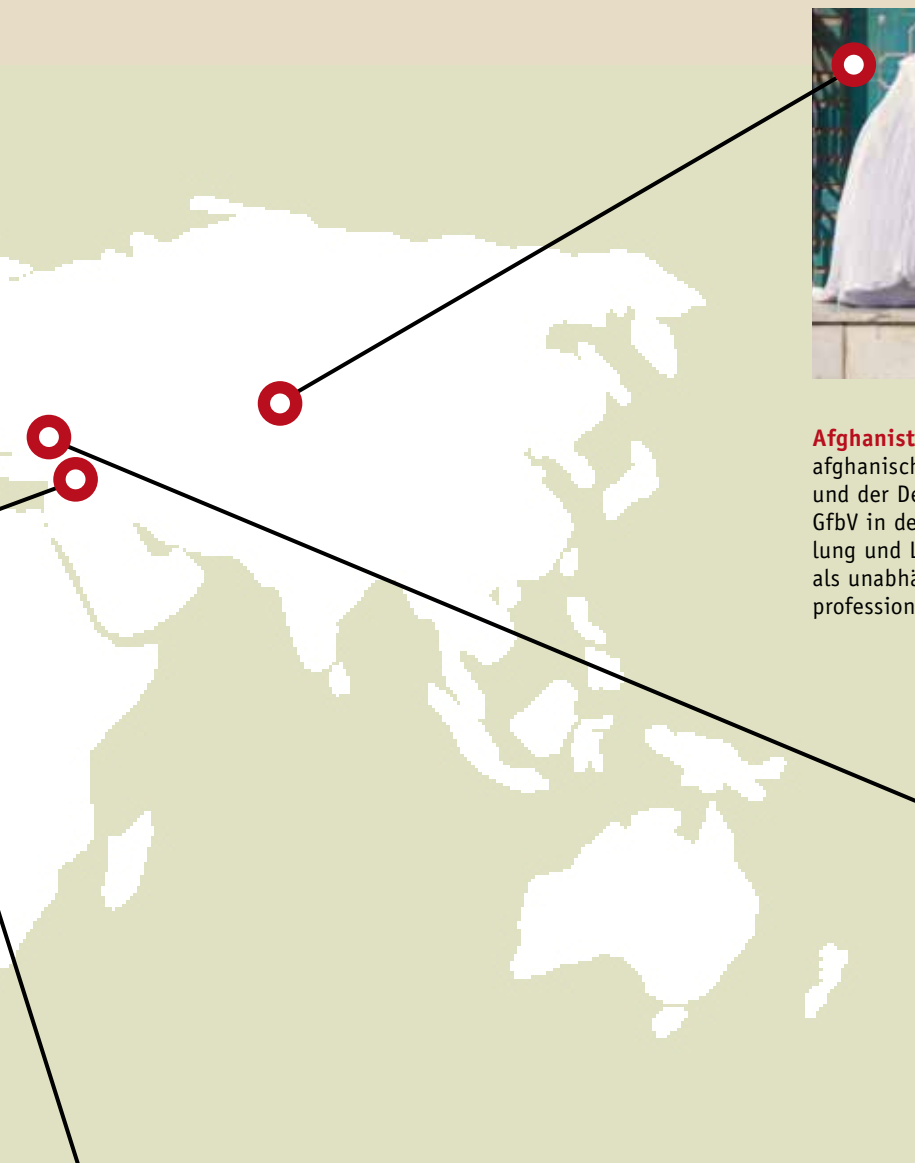 Afghanist
afghanisch
und der De
GfbV in de
lung und L
als unabhä
profession